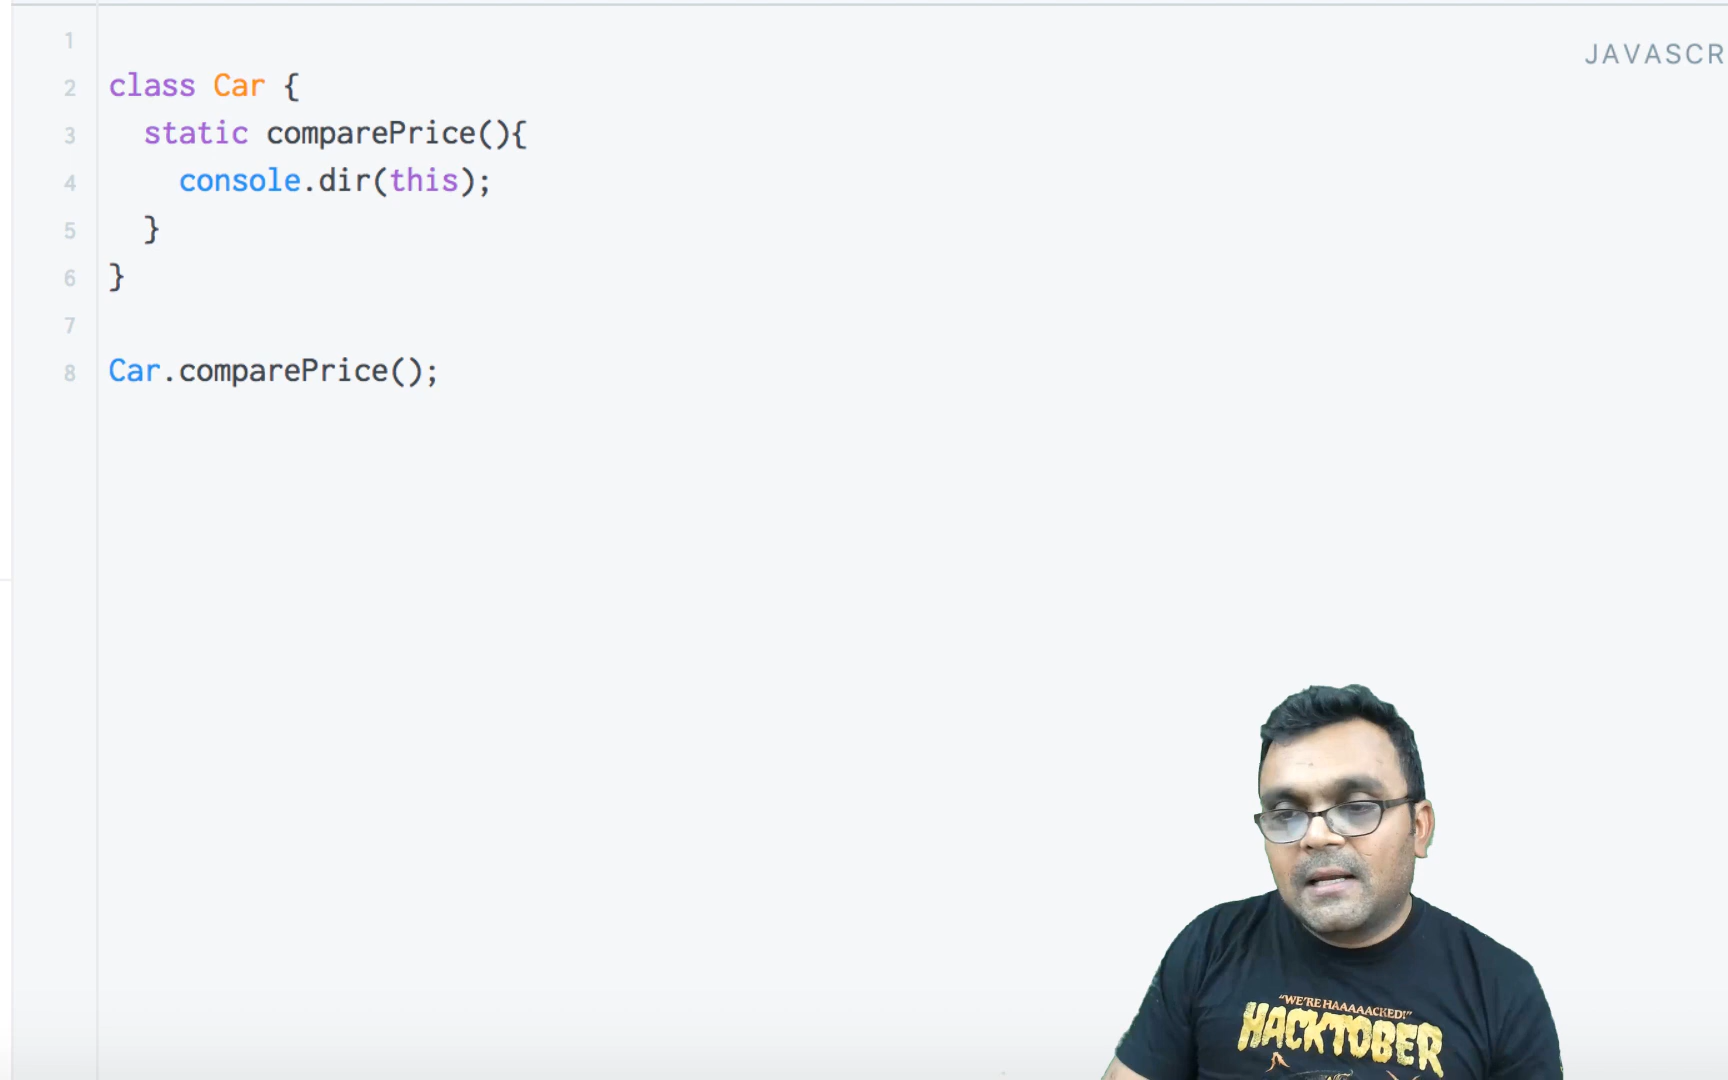 1
JAVASCR
2 class Car {
3 static comparePrice(){
4 console.dir(this);
5 }
6 }
7
8 Car.comparePrice();
"WE'RE HAAAAACKED!"
HACKTOBER